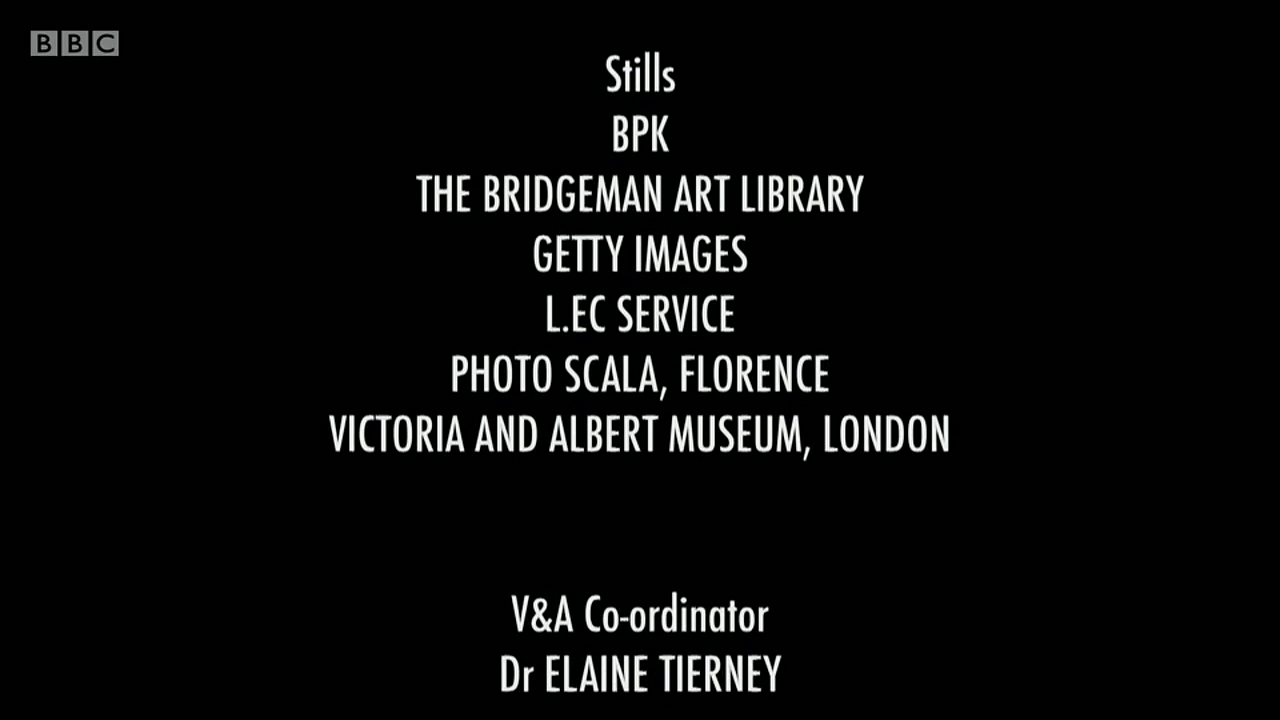 BBC
Stills
BPK
THE BRIDGEMAN ART LIBRARY
GETTY IMAGES
L.EC SERVICE
PHOTO SCALA, FLORENCE
VICTORIA AND ALBERT MUSEUM, LONDON
V&A Co-ordinator
Dr ELAINE TIERNEY